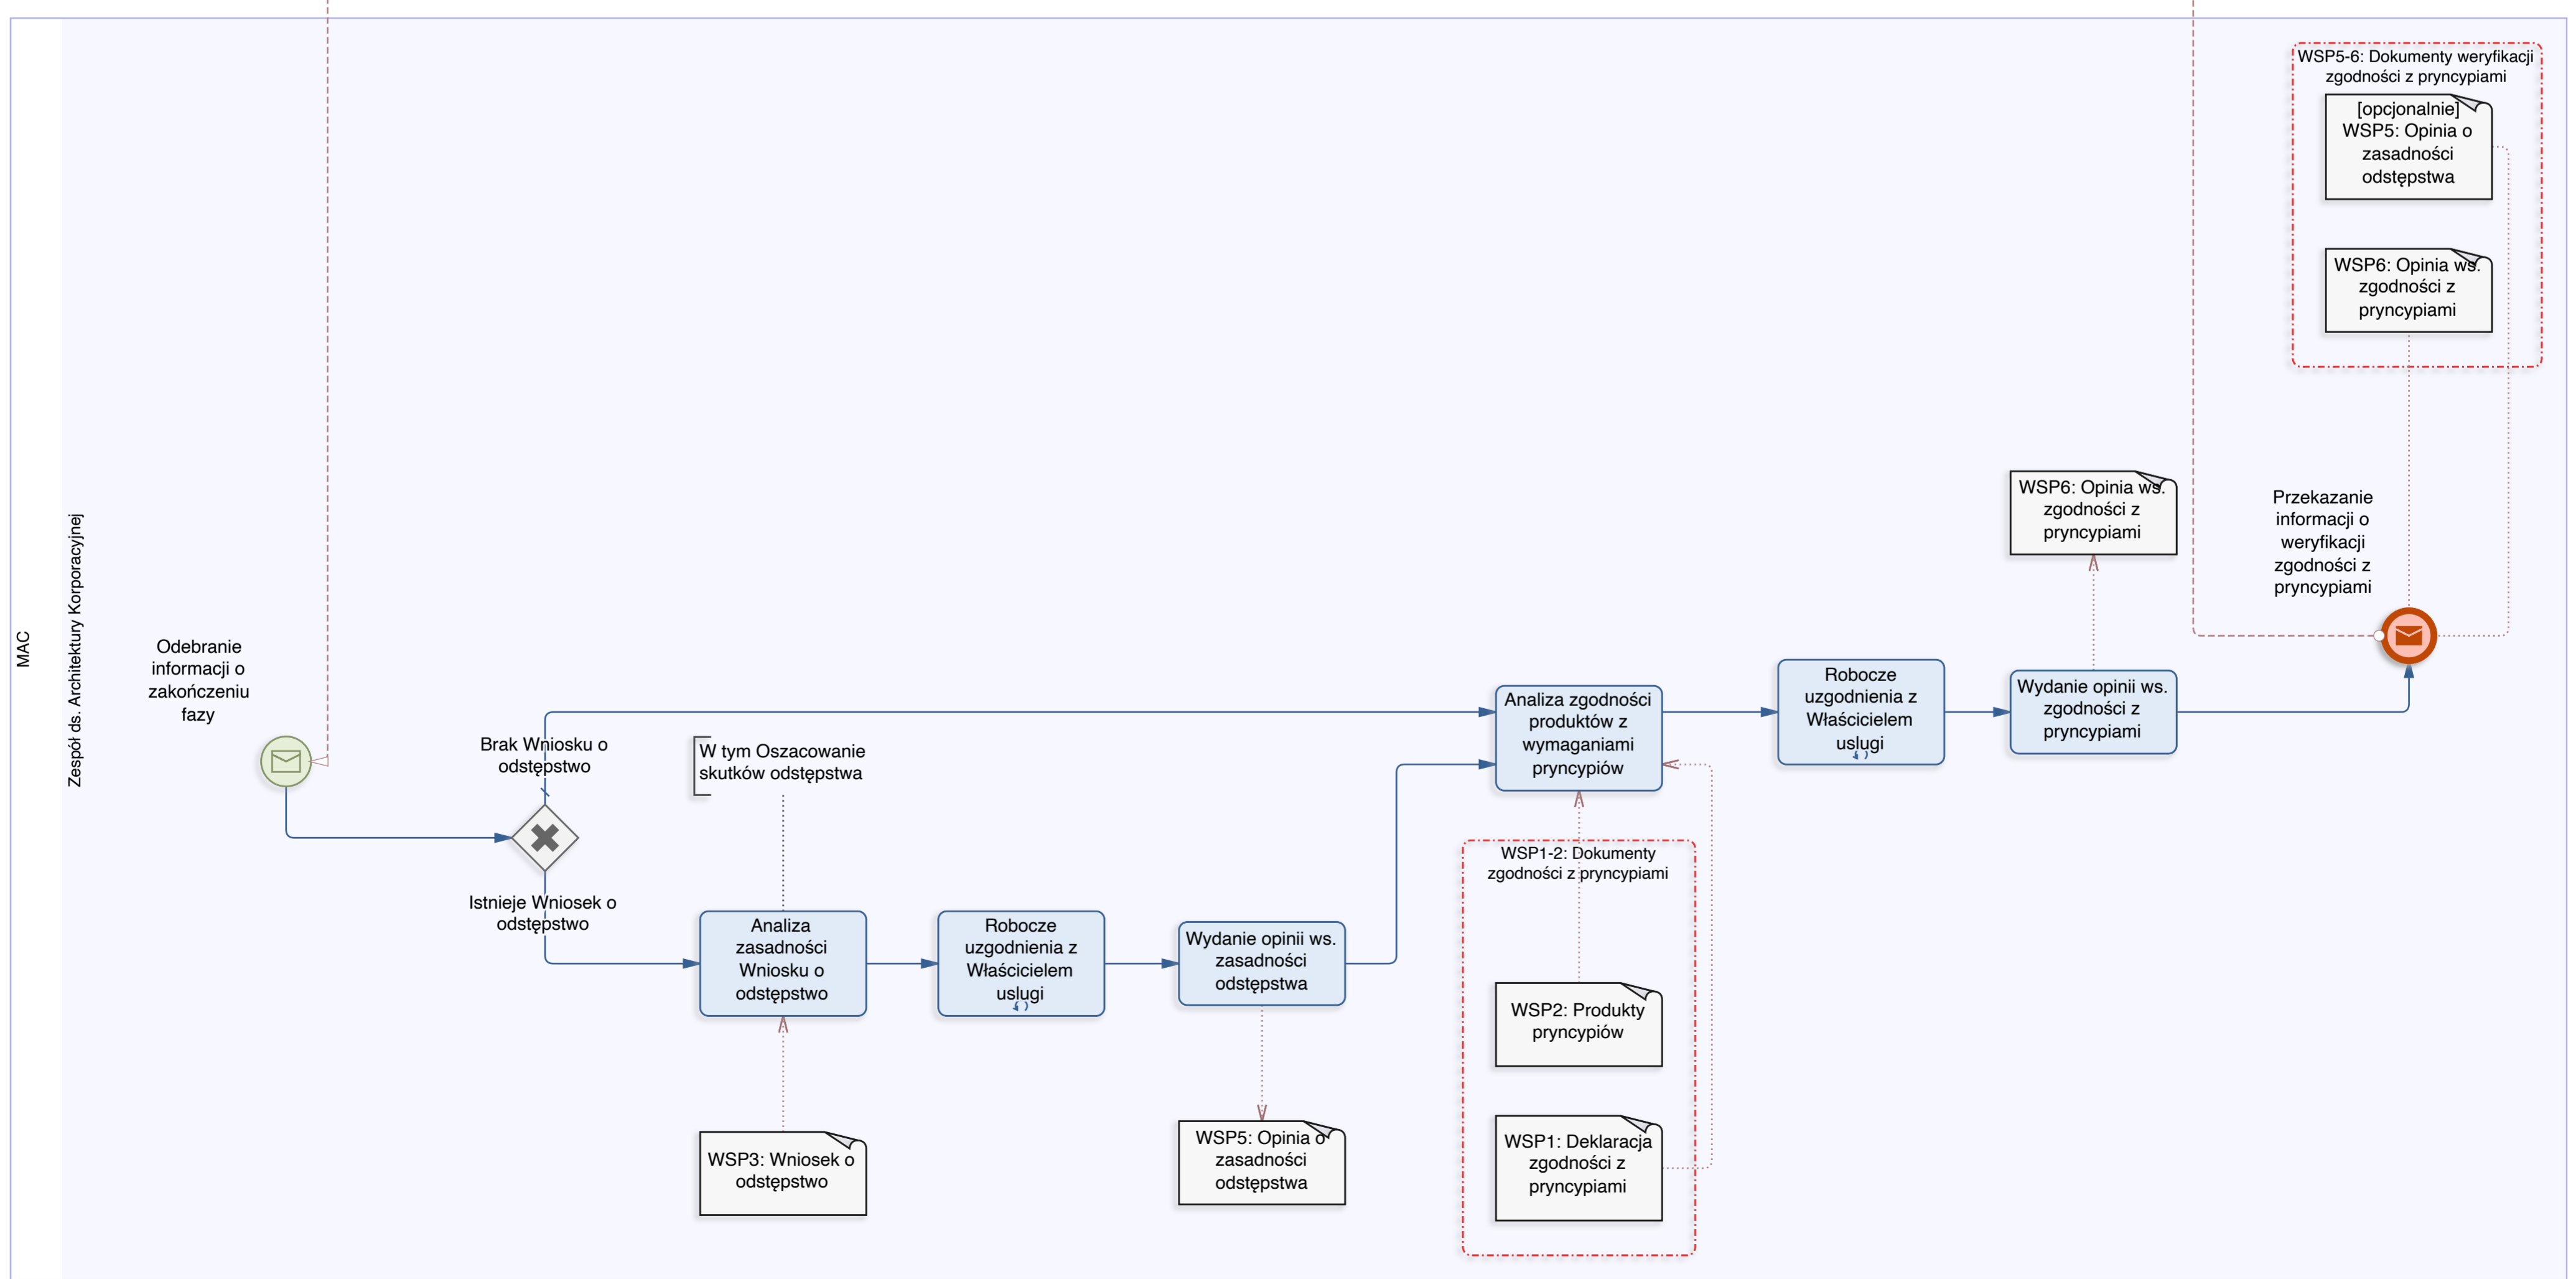 MAC
Zespół ds. Architektury Korporacyjnej
Odebranie
informacji o
zakończeniu
fazy
Brak Wniosku o
odstępstwo
Istnieje Wniosek o
odstępstwo
W tym Oszacowanie
skutków odstępstwa
Analiza
zasadności
Wniosku o
odstępstwo
WSP3: Wniosek o
odstępstwo
Robocze
uzgodnienia z
Właścicielem
usługi
Wydanie opinii ws.
zasadności
odstępstwa
WSP5: Opinia o
zasadności
odstępstwa
Analiza zgodności
produktów z
wymaganiami
pryncypiów
WSP1-2: Dokumenty
zgodności z pryncypiami
WSP2: Produkty
pryncypiów
WSP1: Deklaracja
zgodności z
pryncypiami
Robocze
uzgodnienia z
Właścicielem
usługi
Wydanie opinii ws.
zgodności z
pryncypiami
WSP6: Opinia ws.
zgodności z
pryncypiami
Przekazanie
informacji o
weryfikacji
zgodności z
pryncypiami
WSP5-6: Dokumenty weryfikacji
zgodności z pryncypiami
[opcjonalnie]
WSP5: Opinia o
zasadności
odstępstwa
WSP6: Opinia ws.
zgodności z
pryncypiami